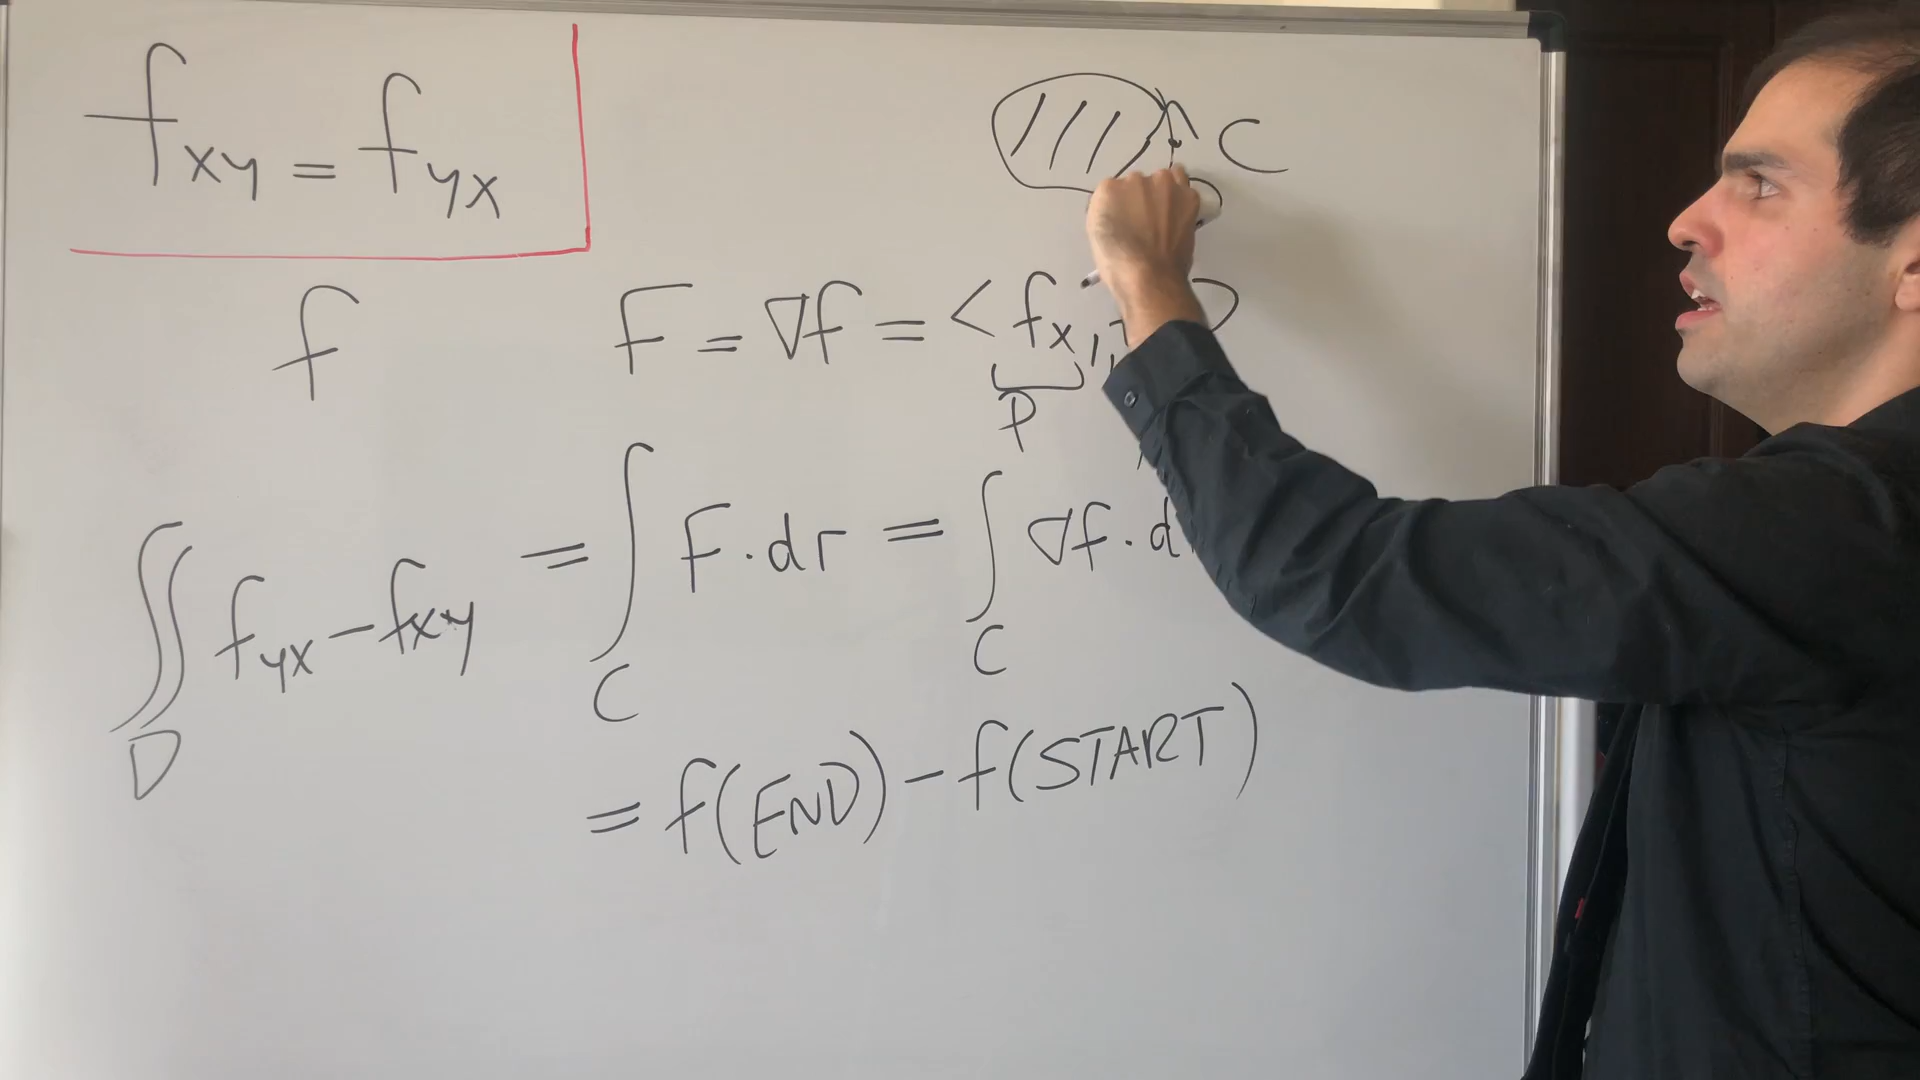 fxy = fyx
C
f
F = ∇f = < fx ,
P
∬ fyx - fxy = ∫ F · dr = ∫ ∇f · d
D C C
= f(END) - f(START)